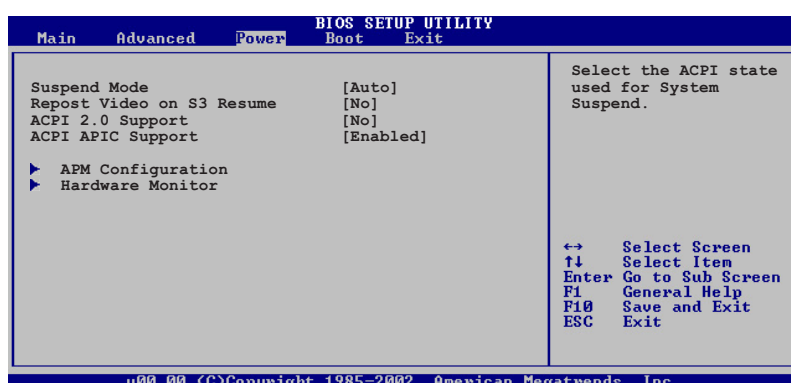 BIOS SETUP UTILITY
Main Advanced Power Boot Exit
Suspend Mode [Auto]
Repost Video on S3 Resume [No]
ACPI 2.0 Support [No]
ACPI APIC Support [Enabled]
APM Configuration
Hardware Monitor
Select the ACPI state
used for System
Suspend.
←→ Select Screen
↑↓ Select Item
Enter Go to Sub Screen
F1 General Help
F10 Save and Exit
ESC Exit
v00.00 (C)Copyright 1985-2002, American Megatrends, Inc.